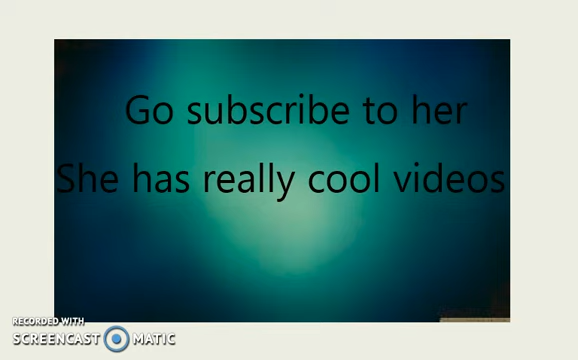 Go subscribe to her
She has really cool videos
RECORDED WITH
SCREENCAST MATIC